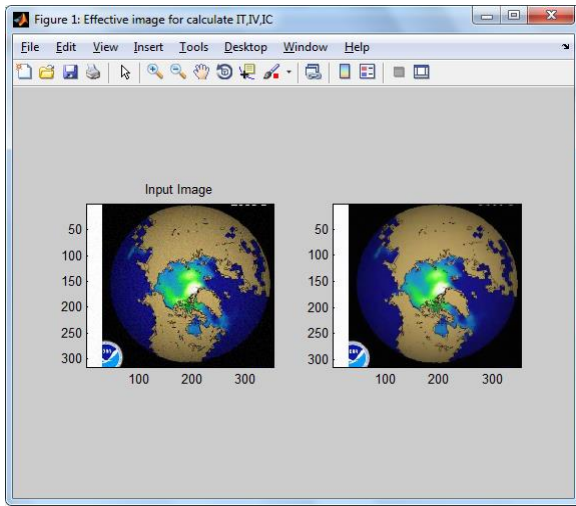 Figure 1: Effective image for calculate IT,IV,IC
File Edit View Insert Tools Desktop Window Help
Input Image
50
100
150
200
250
300
100 200 300
50
100
150
200
250
300
100 200 300